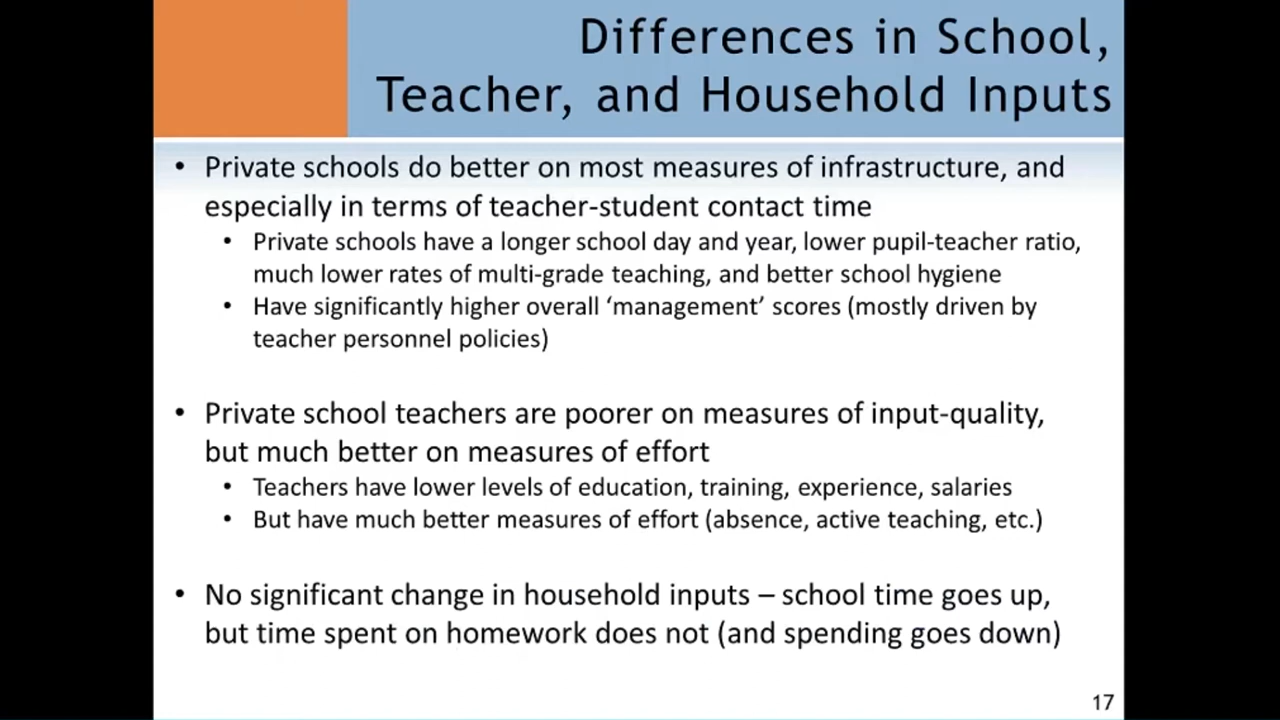 Differences in School,
Teacher, and Household Inputs
• Private schools do better on most measures of infrastructure, and
especially in terms of teacher-student contact time
• Private schools have a longer school day and year, lower pupil-teacher ratio,
much lower rates of multi-grade teaching, and better school hygiene
• Have significantly higher overall ‘management’ scores (mostly driven by
teacher personnel policies)
• Private school teachers are poorer on measures of input-quality,
but much better on measures of effort
• Teachers have lower levels of education, training, experience, salaries
• But have much better measures of effort (absence, active teaching, etc.)
• No significant change in household inputs – school time goes up,
but time spent on homework does not (and spending goes down)
17